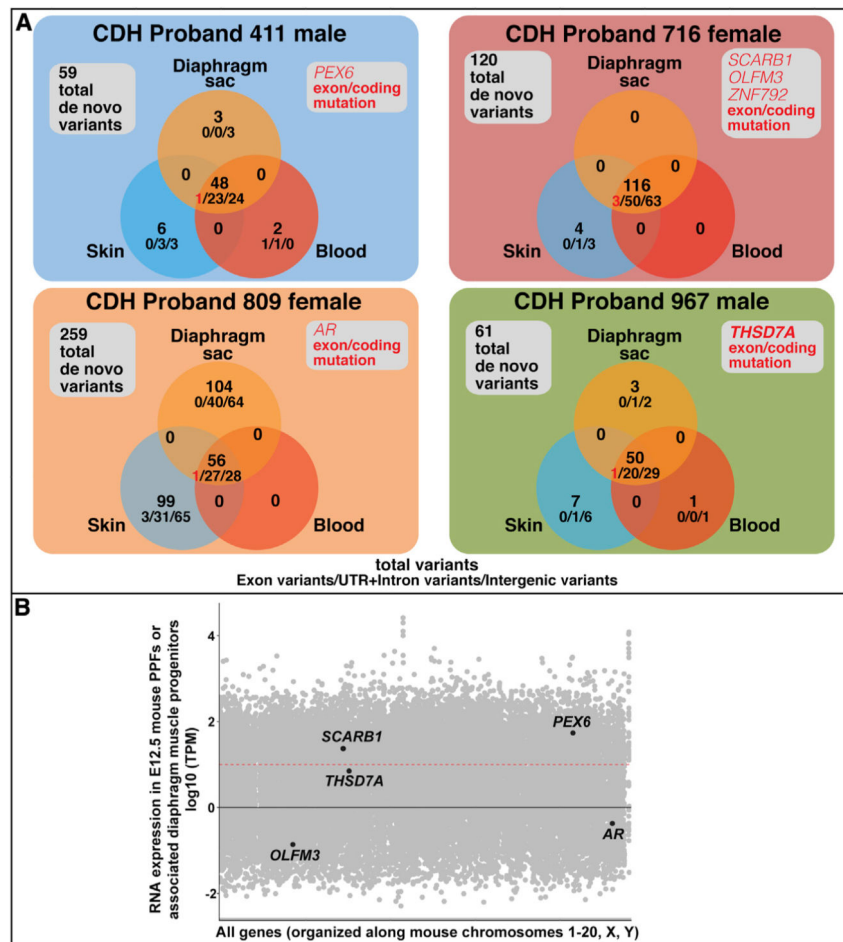 A
CDH Proband 411 male
59
total
de novo
variants
Diaphragm
sac
PEX6
exon/coding
mutation
3
0/0/3
0
48
0
1/23/24
6
0/3/3
0
2
1/1/0
Skin
Blood
CDH Proband 716 female
120
total
de novo
variants
Diaphragm
sac
SCARB1
OLFM3
ZNF792
exon/coding
mutation
0
0
116
0
3/50/63
4
0/1/3
0
0
Skin
Blood
CDH Proband 809 female
259
total
de novo
variants
Diaphragm
sac
AR
exon/coding
mutation
104
0/40/64
0
56
0
1/27/28
99
3/31/65
0
0
Skin
Blood
CDH Proband 967 male
61
total
de novo
variants
Diaphragm
sac
THSD7A
exon/coding
mutation
3
0/1/2
0
50
0
1/20/29
7
0/1/6
0
1
0/0/1
Skin
Blood
total variants
Exon variants/UTR+Intron variants/Intergenic variants
B
RNA expression in E12.5 mouse PPFs or
associated diaphragm muscle progenitors
log10 (TPM)
4
2
0
-2
SCARB1
THSD7A
OLFM3
PEX6
AR
All genes (organized along mouse chromosomes 1-20, X, Y)